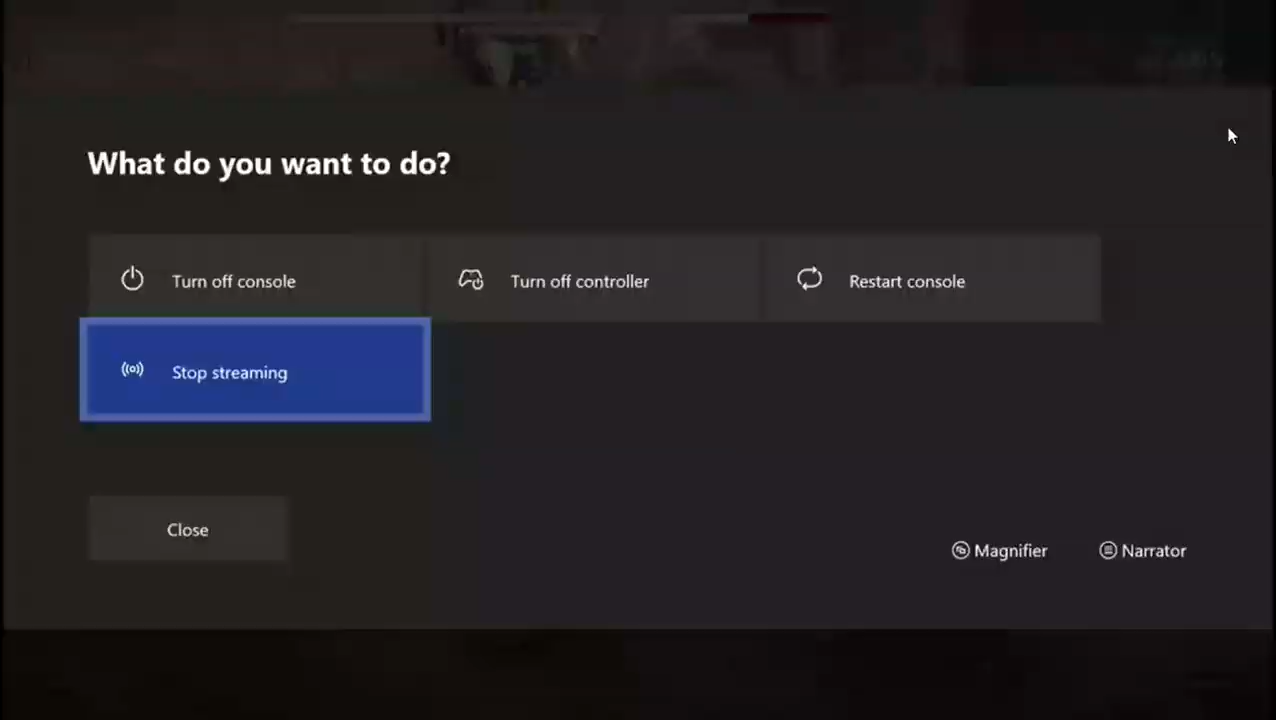 What do you want to do?
Turn off console
Turn off controller
Restart console
Stop streaming
Close
Magnifier
Narrator